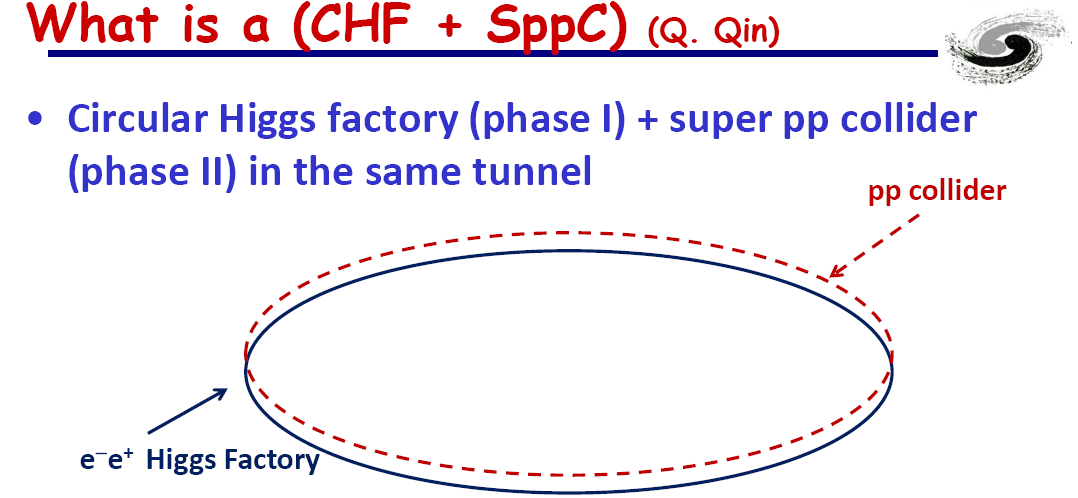 What is a (CHF + SppC) (Q. Qin)
• Circular Higgs factory (phase I) + super pp collider
(phase II) in the same tunnel
pp collider
e⁻e⁺ Higgs Factory